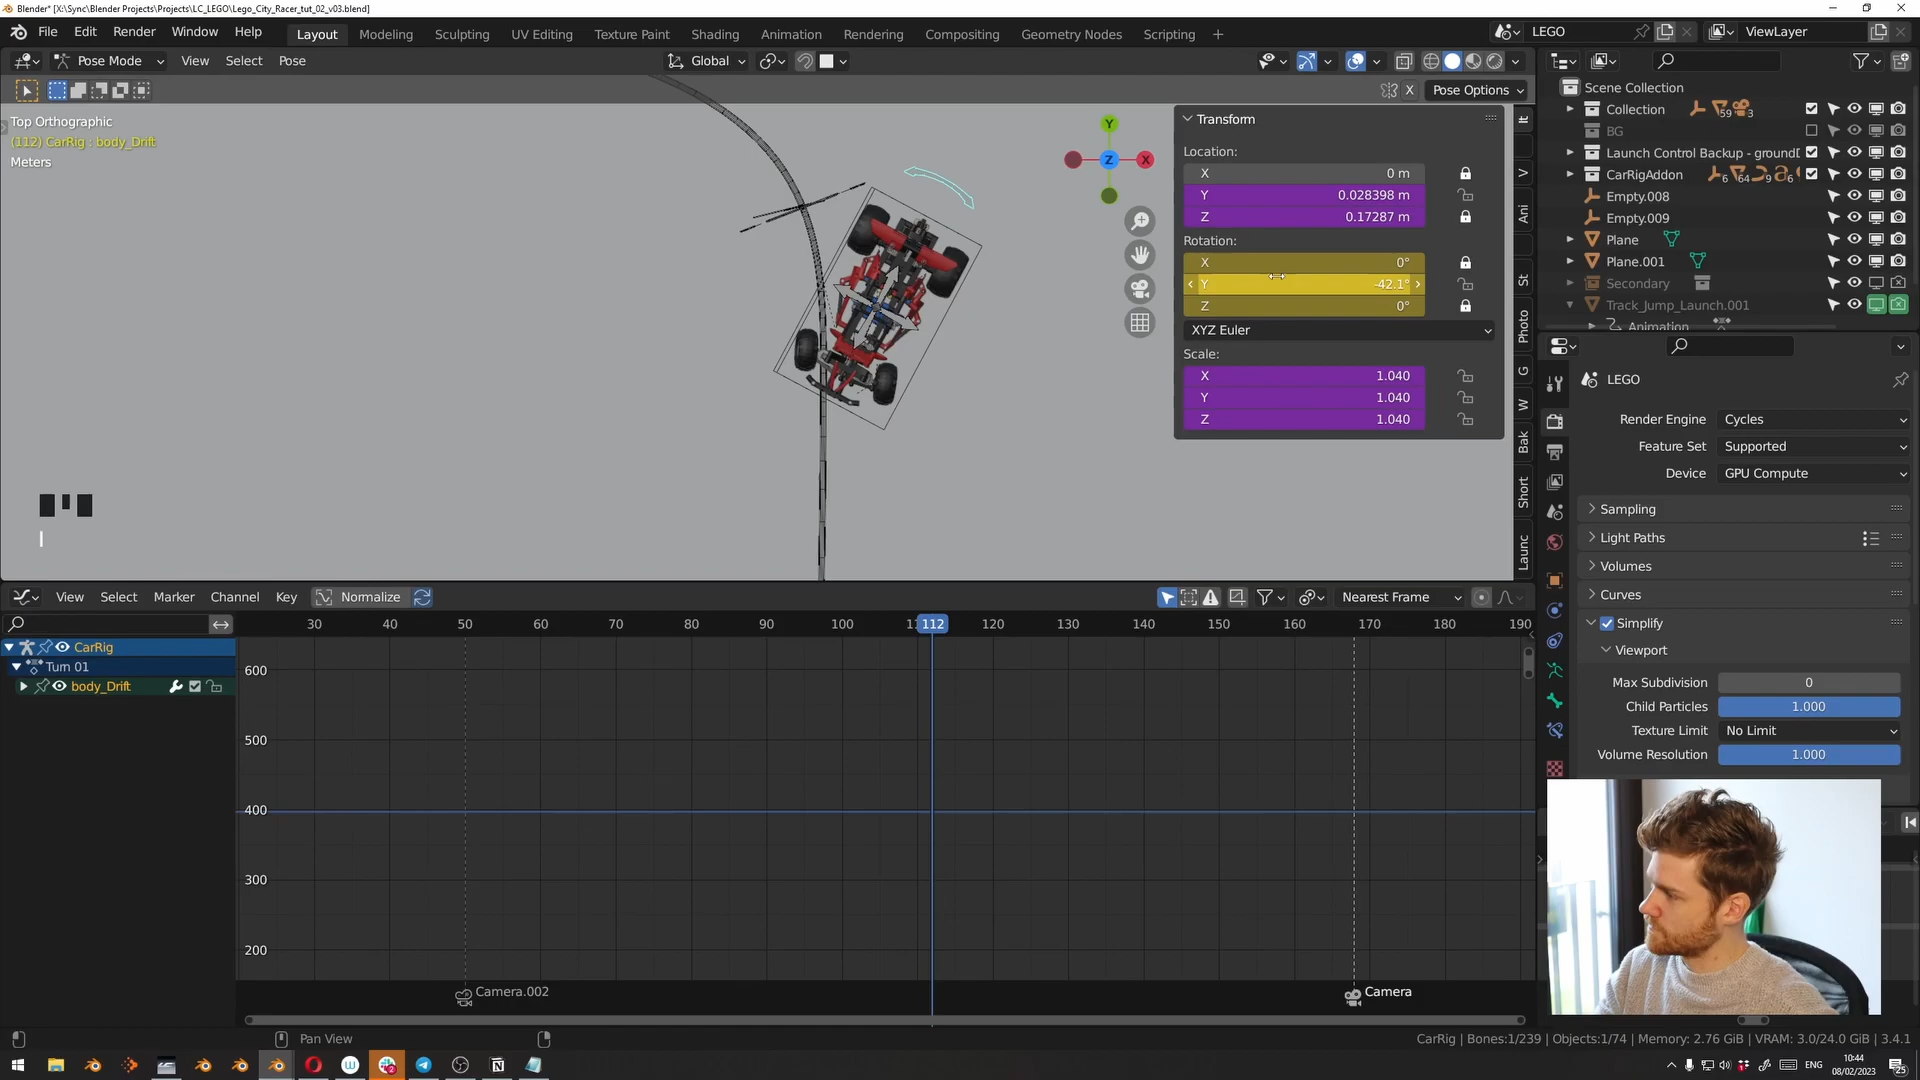 Blender* [X:\Sync\Blender Projects\Projects\LC_LEGO\Lego_City_Racer_tut_02_v03.blend]
File Edit Render Window Help Layout Modeling Sculpting UV Editing Texture Paint Shading Animation Rendering Compositing Geometry Nodes Scripting + LEGO ViewLayer
Pose Mode View Select Pose Global
X Pose Options
Top Orthographic
(112) CarRig : body_Drift
Meters
Y
Z
X
Transform
Location:
X 0 m
Y 0.028398 m
Z 0.17287 m
Rotation:
X 0°
Y -42.1°
Z 0°
XYZ Euler
Scale:
X 1.040
Y 1.040
Z 1.040
It
V
Ani
St
Photo
G
W
Bak
Short
Launc
Scene Collection
Collection 59 3
BG
Launch Control Backup - groundD
CarRigAddon 6 64 9 6
Empty.008
Empty.009
Plane
Plane.001
Secondary
Track_Jump_Launch.001
Animation
LEGO
Render Engine Cycles
Feature Set Supported
Device GPU Compute
Sampling
Light Paths
Volumes
Curves
Simplify
Viewport
Max Subdivision 0
Child Particles 1.000
Texture Limit No Limit
Volume Resolution 1.000
View Select Marker Channel Key Normalize Nearest Frame
30 40 50 60 70 80 90 100 112 120 130 140 150 160 170 180 190
CarRig
Turn 01
body_Drift
600
500
400
300
200
Camera.002
Camera
Pan View
CarRig | Bones:1/239 | Objects:1/74 | Memory: 2.76 GiB | VRAM: 3.0/24.0 GiB | 3.4.1
ENG
10:44
08/02/2023
25